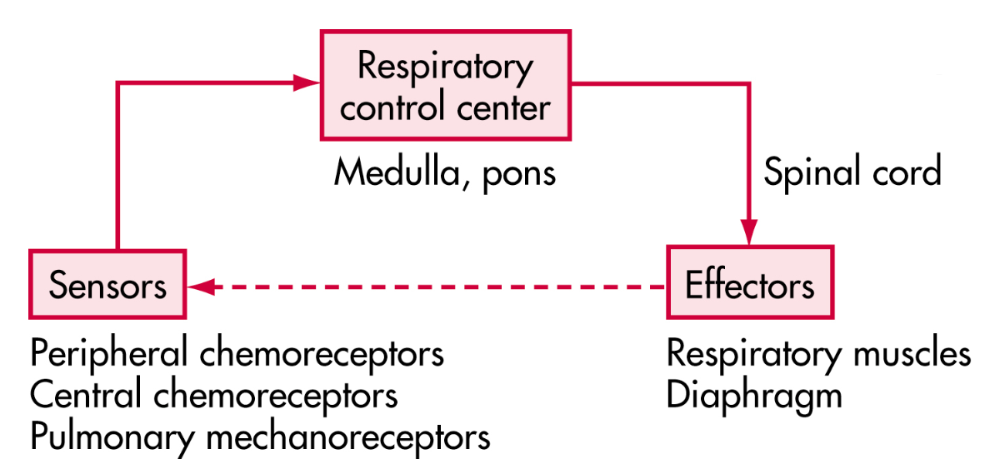 Respiratory
control center
Medulla, pons
Spinal cord
Sensors
Effectors
Peripheral chemoreceptors
Central chemoreceptors
Pulmonary mechanoreceptors
Respiratory muscles
Diaphragm